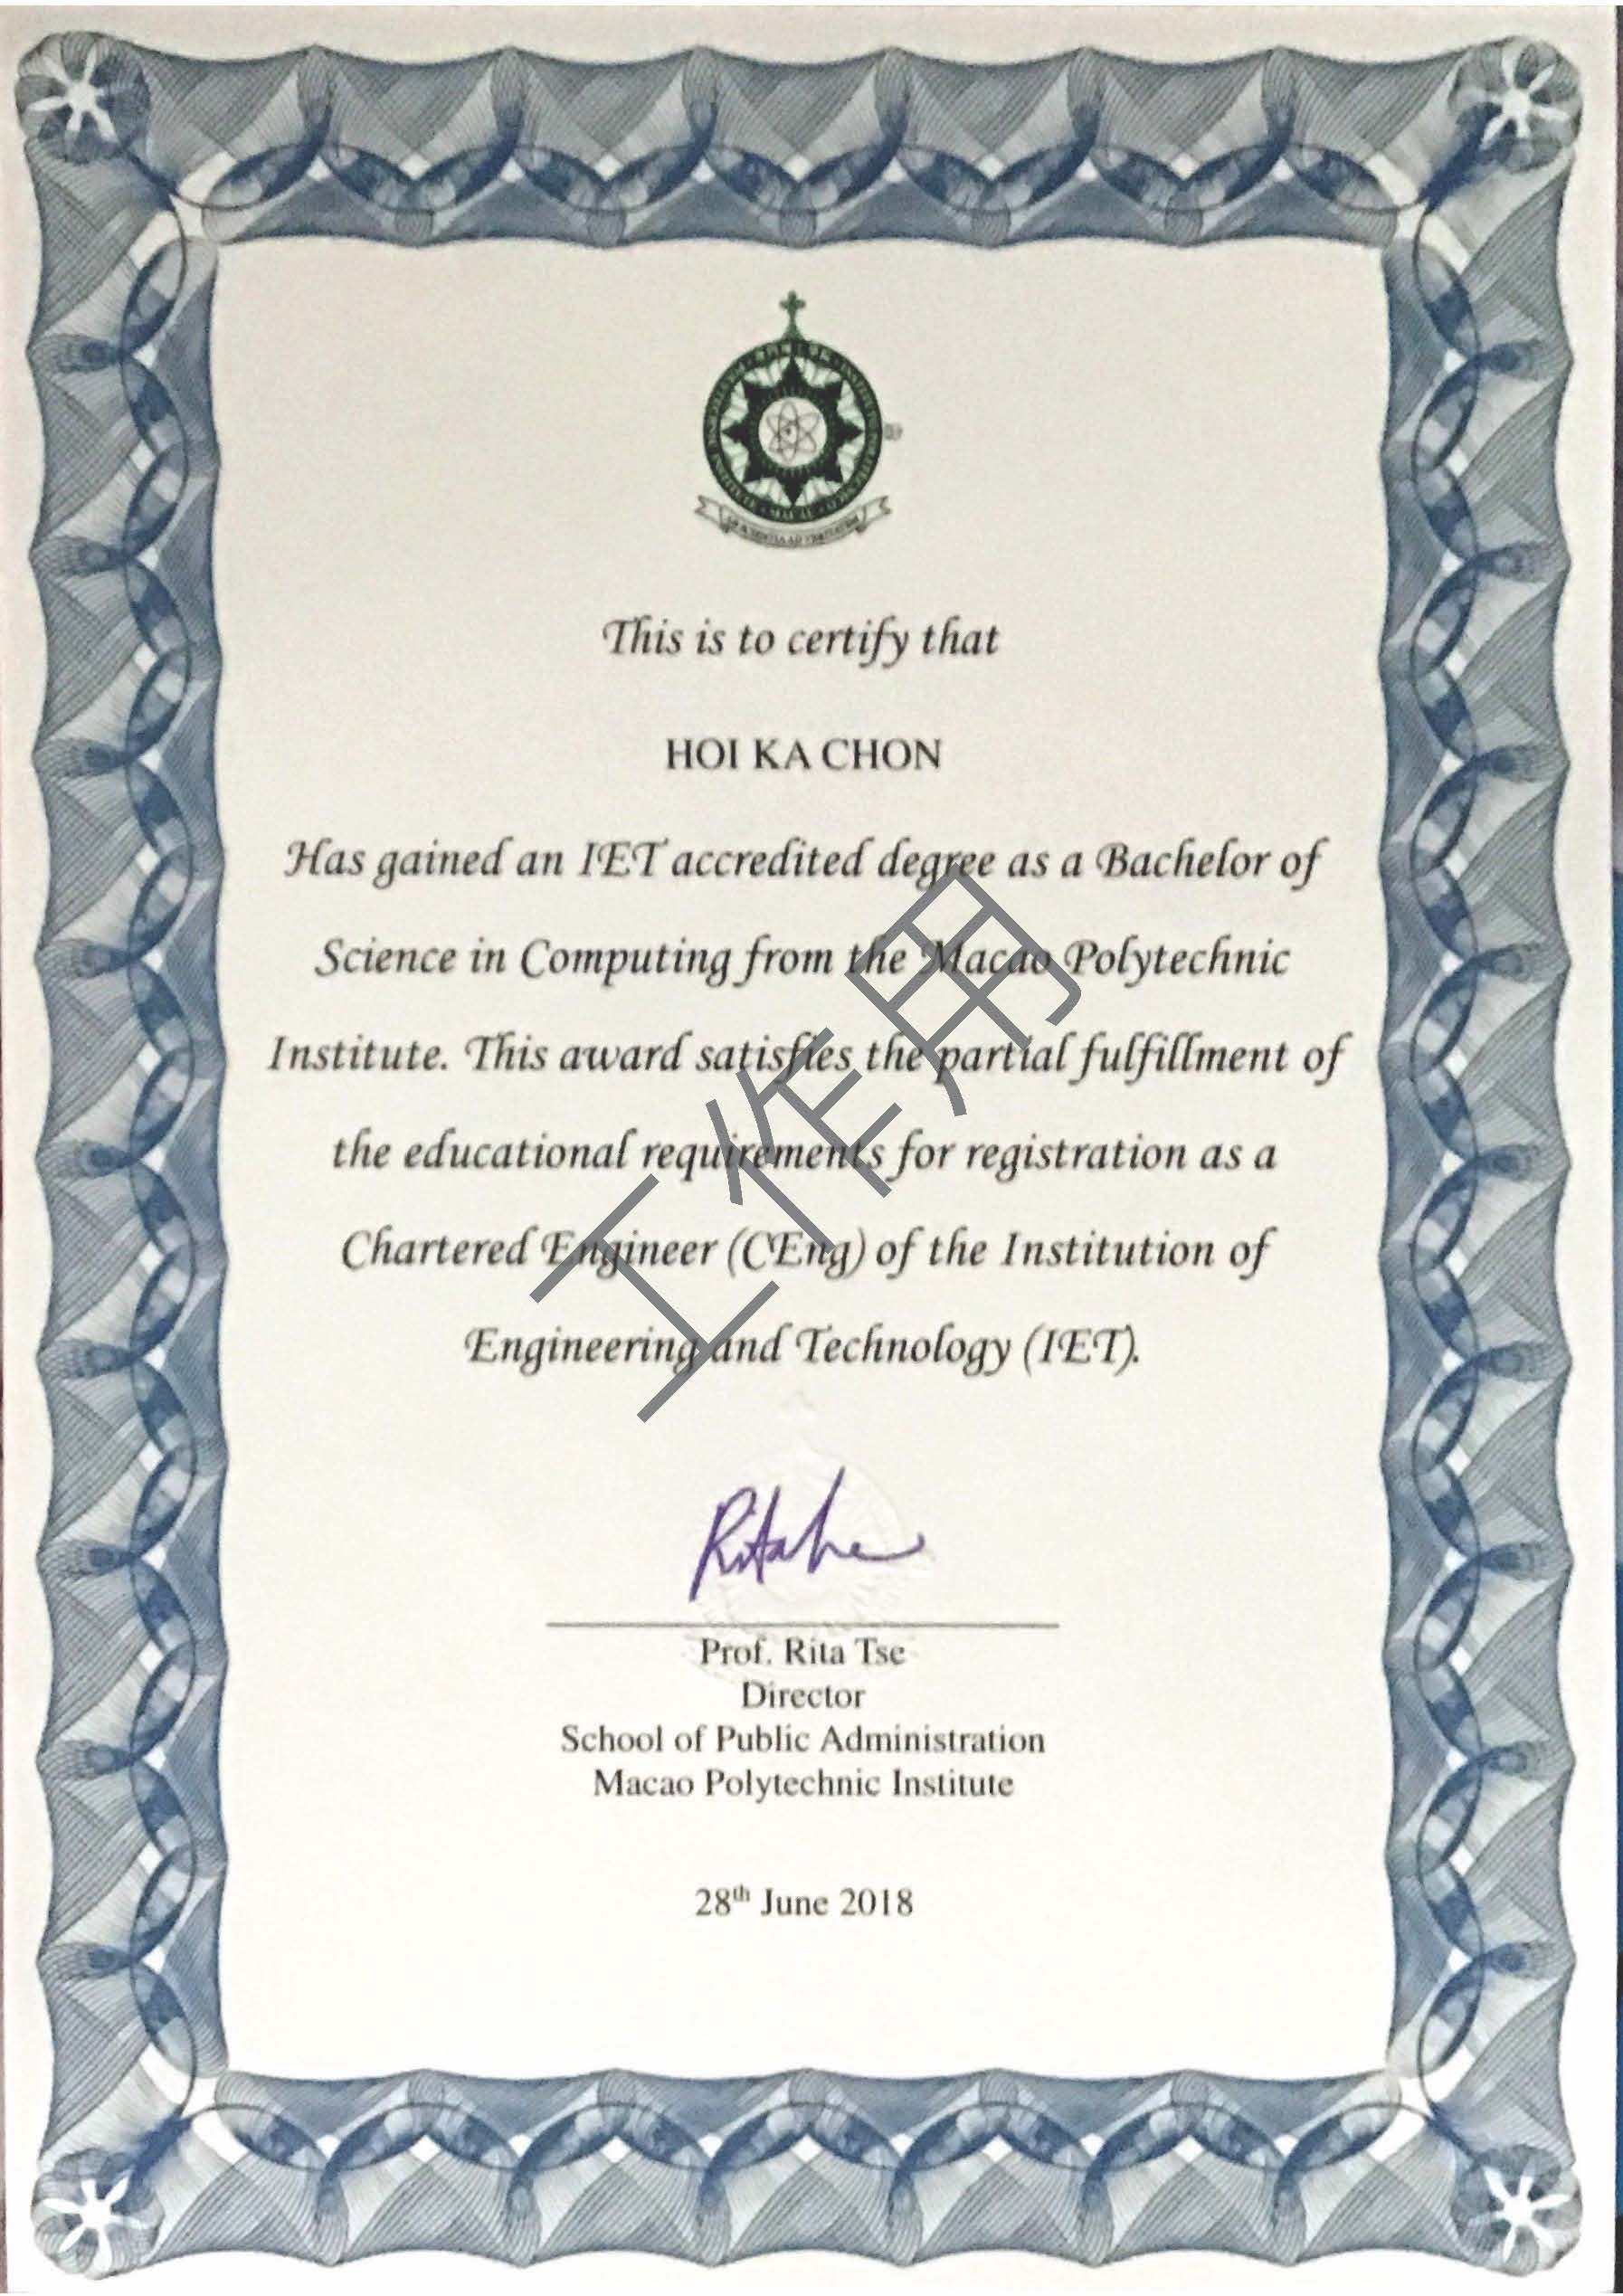 This is to certify that
HOI KA CHON
Has gained an IET accredited degree as a Bachelor of
Science in Computing from the Macao Polytechnic
Institute. This award satisfies the partial fulfillment of
the educational requirements for registration as a
Chartered Engineer (CEng) of the Institution of
Engineering and Technology (IET).
工作用
Prof. Rita Tse
Director
School of Public Administration
Macao Polytechnic Institute
28th June 2018